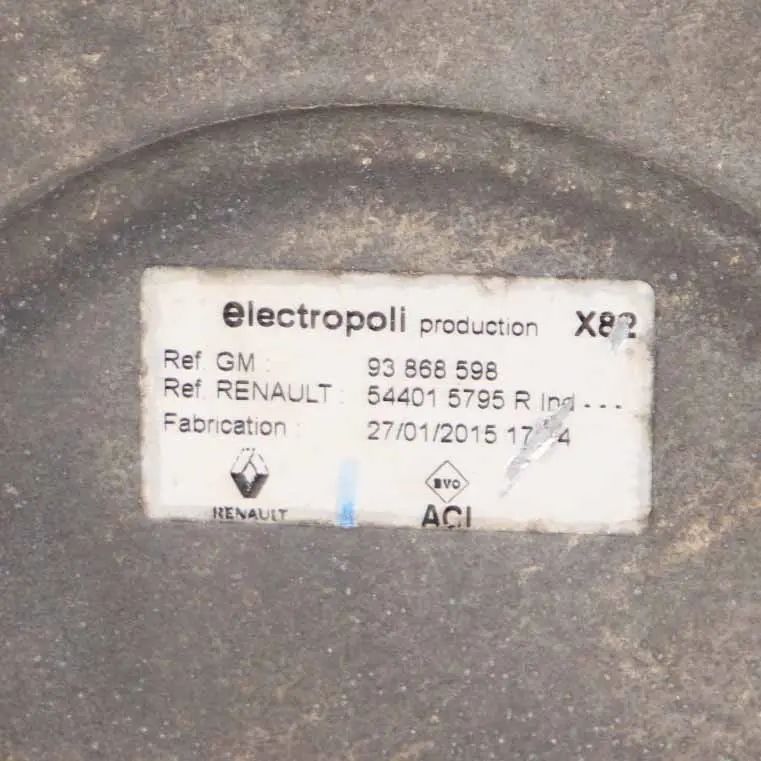 electropoli production X82
Ref. GM : 93 868 598
Ref. RENAULT : 54401 5795 R Ind - - -
Fabrication : 27/01/2015
RENAULT
BVO
ACI